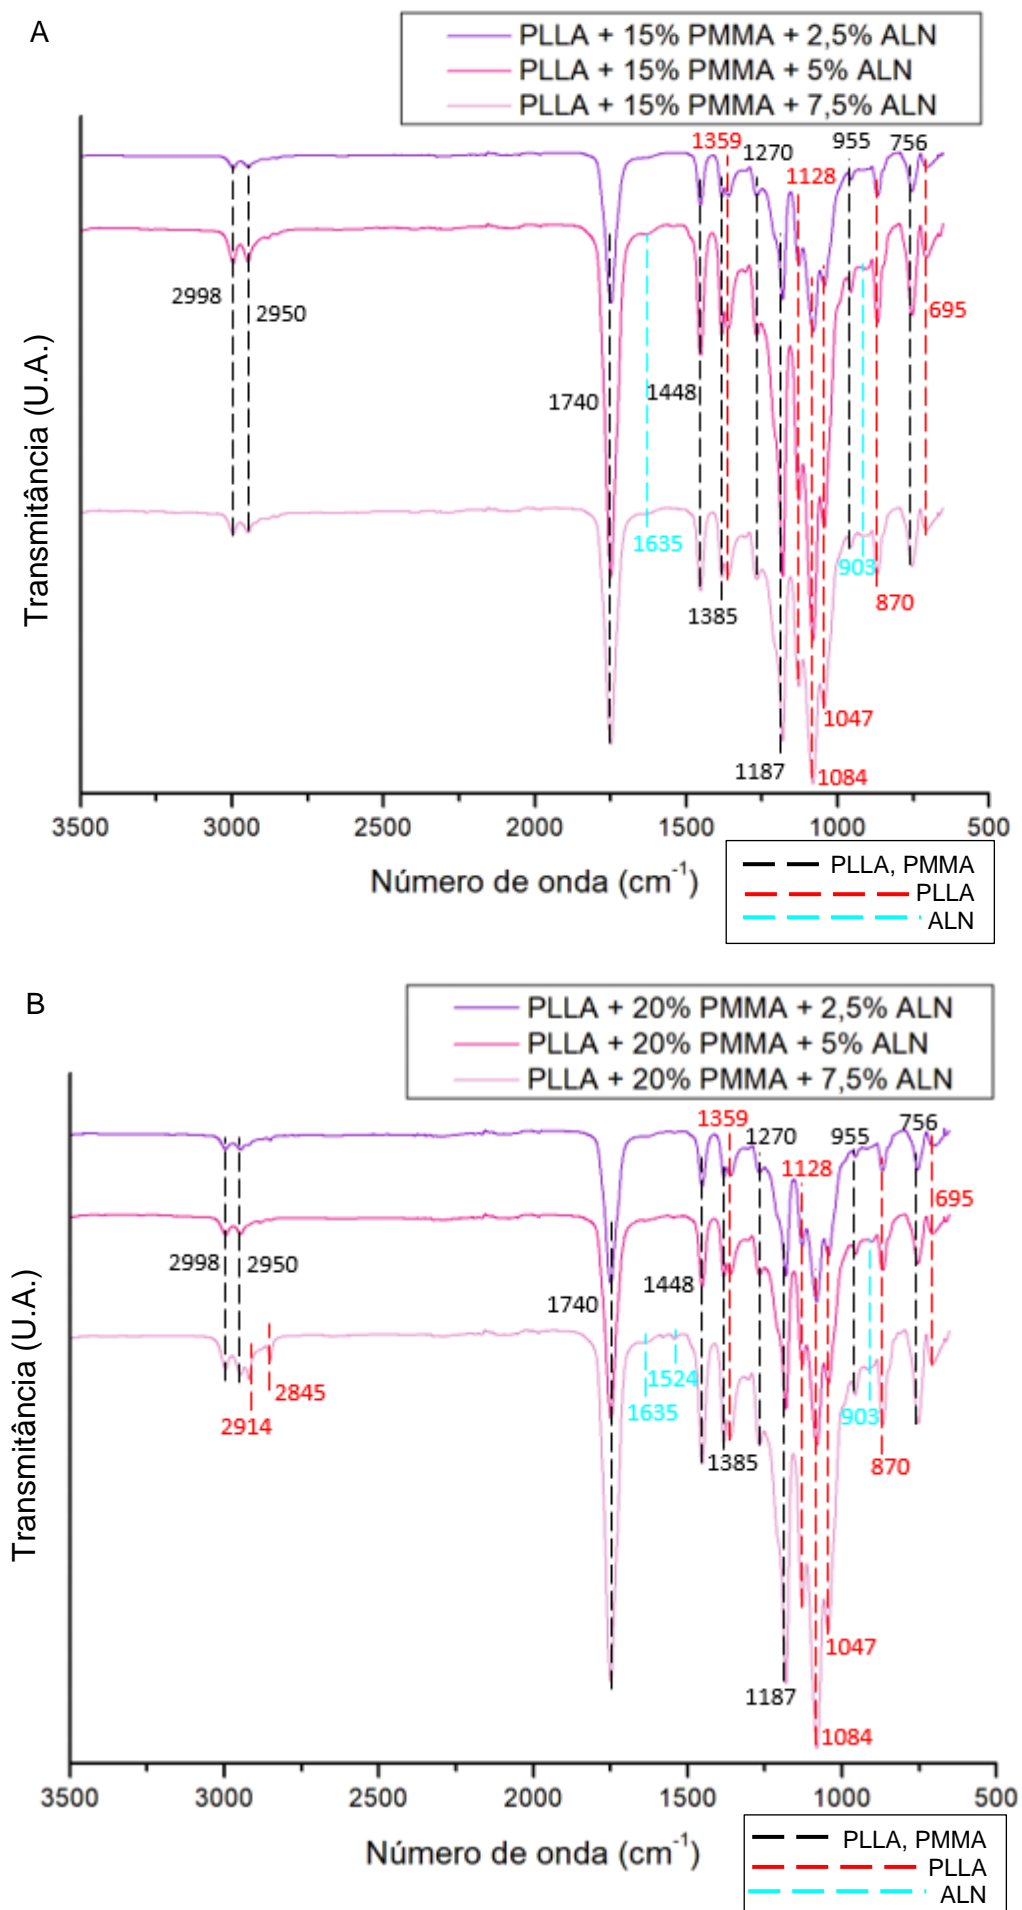 A
PLLA + 15% PMMA + 2,5% ALN
PLLA + 15% PMMA + 5% ALN
PLLA + 15% PMMA + 7,5% ALN
1359
1270
1128
955
756
2998
2950
695
1740
1448
1635
903
1385
870
1047
1187
1084
Transmitância (U.A.)
3500 3000 2500 2000 1500 1000 500
Número de onda (cm-1)
PLLA, PMMA
PLLA
ALN
B
PLLA + 20% PMMA + 2,5% ALN
PLLA + 20% PMMA + 5% ALN
PLLA + 20% PMMA + 7,5% ALN
1359
1270
1128
955
756
695
2998
2950
1740
1448
1524
2845
1635
903
2914
1385
870
1047
1187
1084
Transmitância (U.A.)
3500 3000 2500 2000 1500 1000 500
Número de onda (cm-1)
PLLA, PMMA
PLLA
ALN